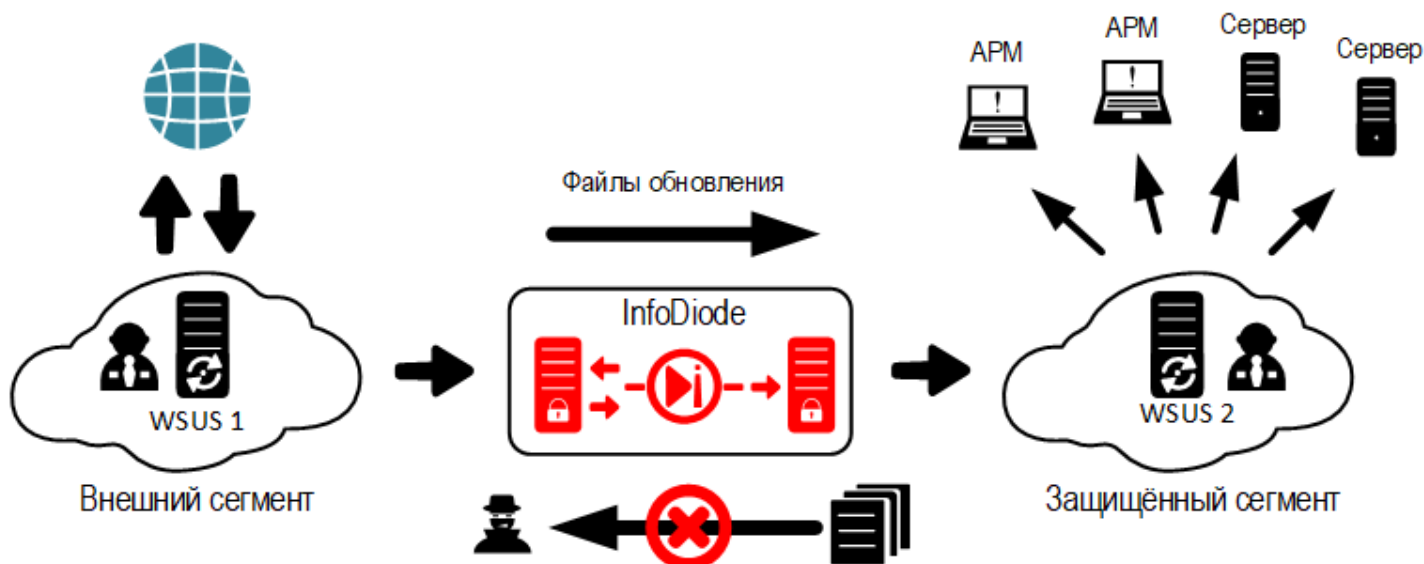 АРМ
АРМ
Сервер
Сервер
Файлы обновления
InfoDiode
WSUS 1
WSUS 2
Внешний сегмент
Защищённый сегмент